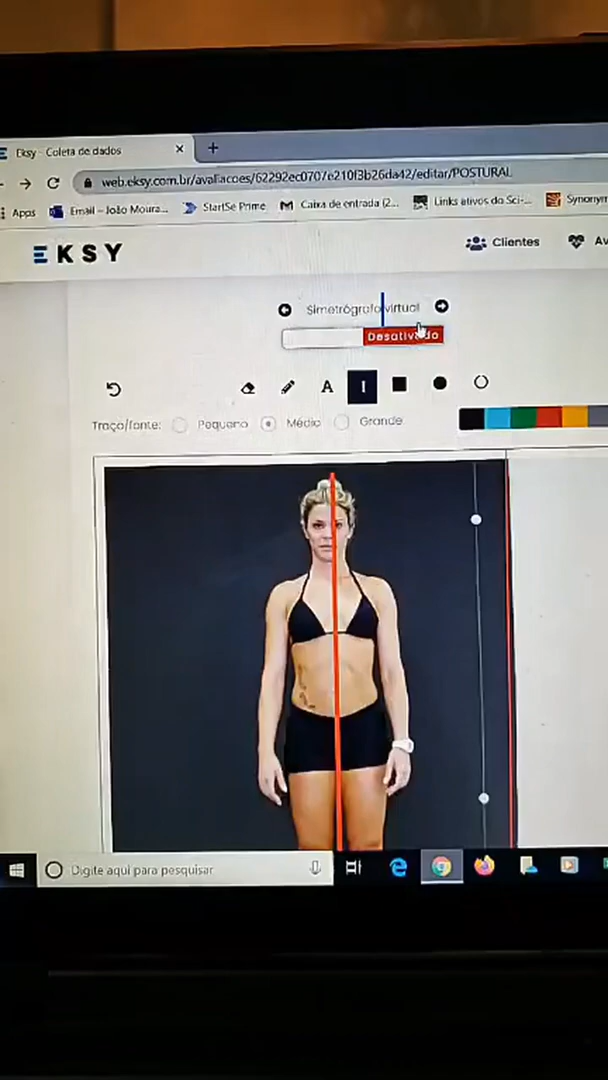 Eksy - Coleta de dados
web.eksy.com.br/avaliacoes/62292ec0707e210f3b26da42/editar/POSTURAL
Apps Email – João Moura... StartSe Prime Caixa de entrada (2... Links ativos do Sci-... Synonym
EKSY Clientes Av
Simetrógrafo virtual
Desativado
A
Traço/fonte: Pequeno Médio Grande
Digite aqui para pesquisar